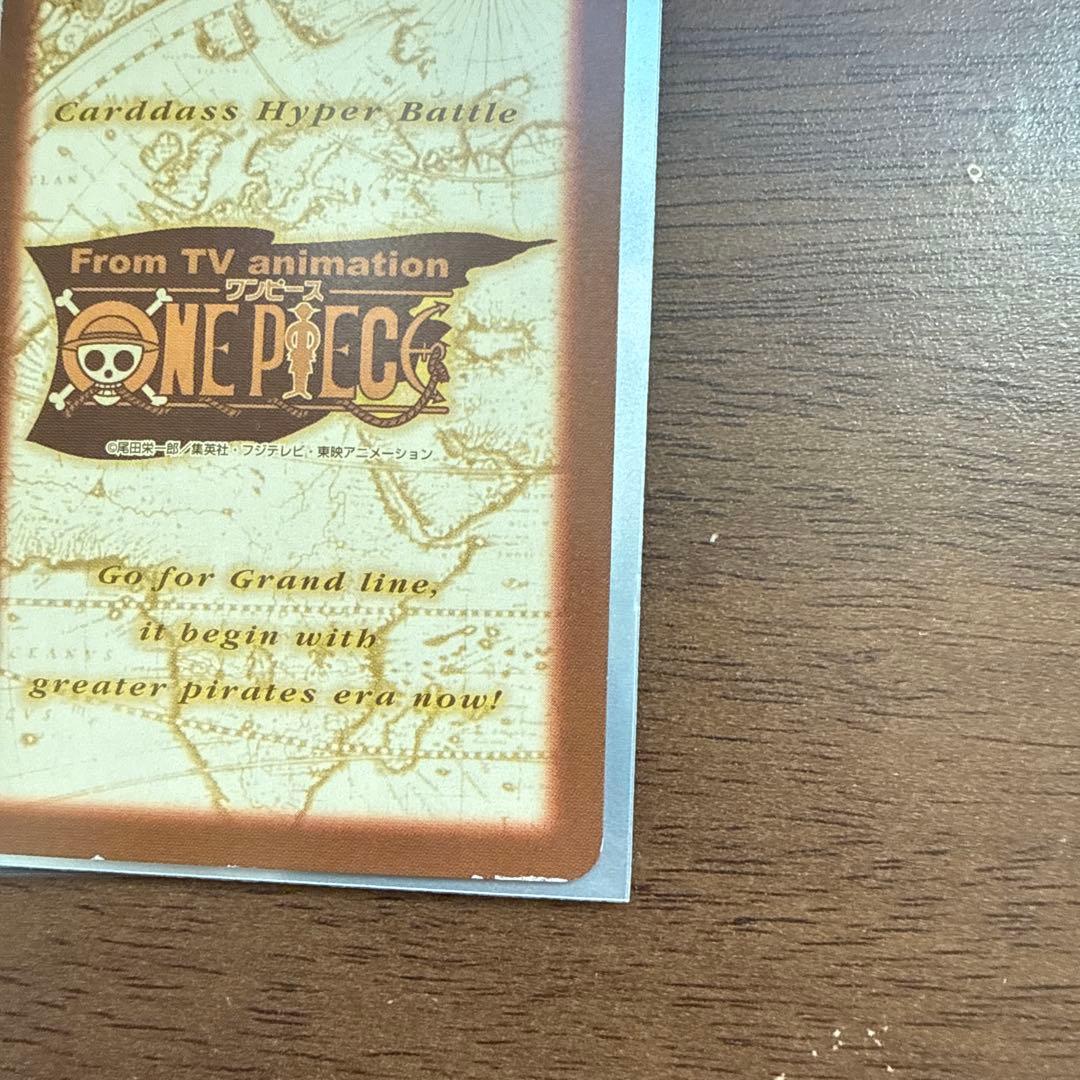 Carddass Hyper Battle
From TV animation
ワンピース
ONE PIECE
©尾田栄一郎／集英社・フジテレビ・東映アニメーション
Go for Grand line,
it begin with
greater pirates era now!